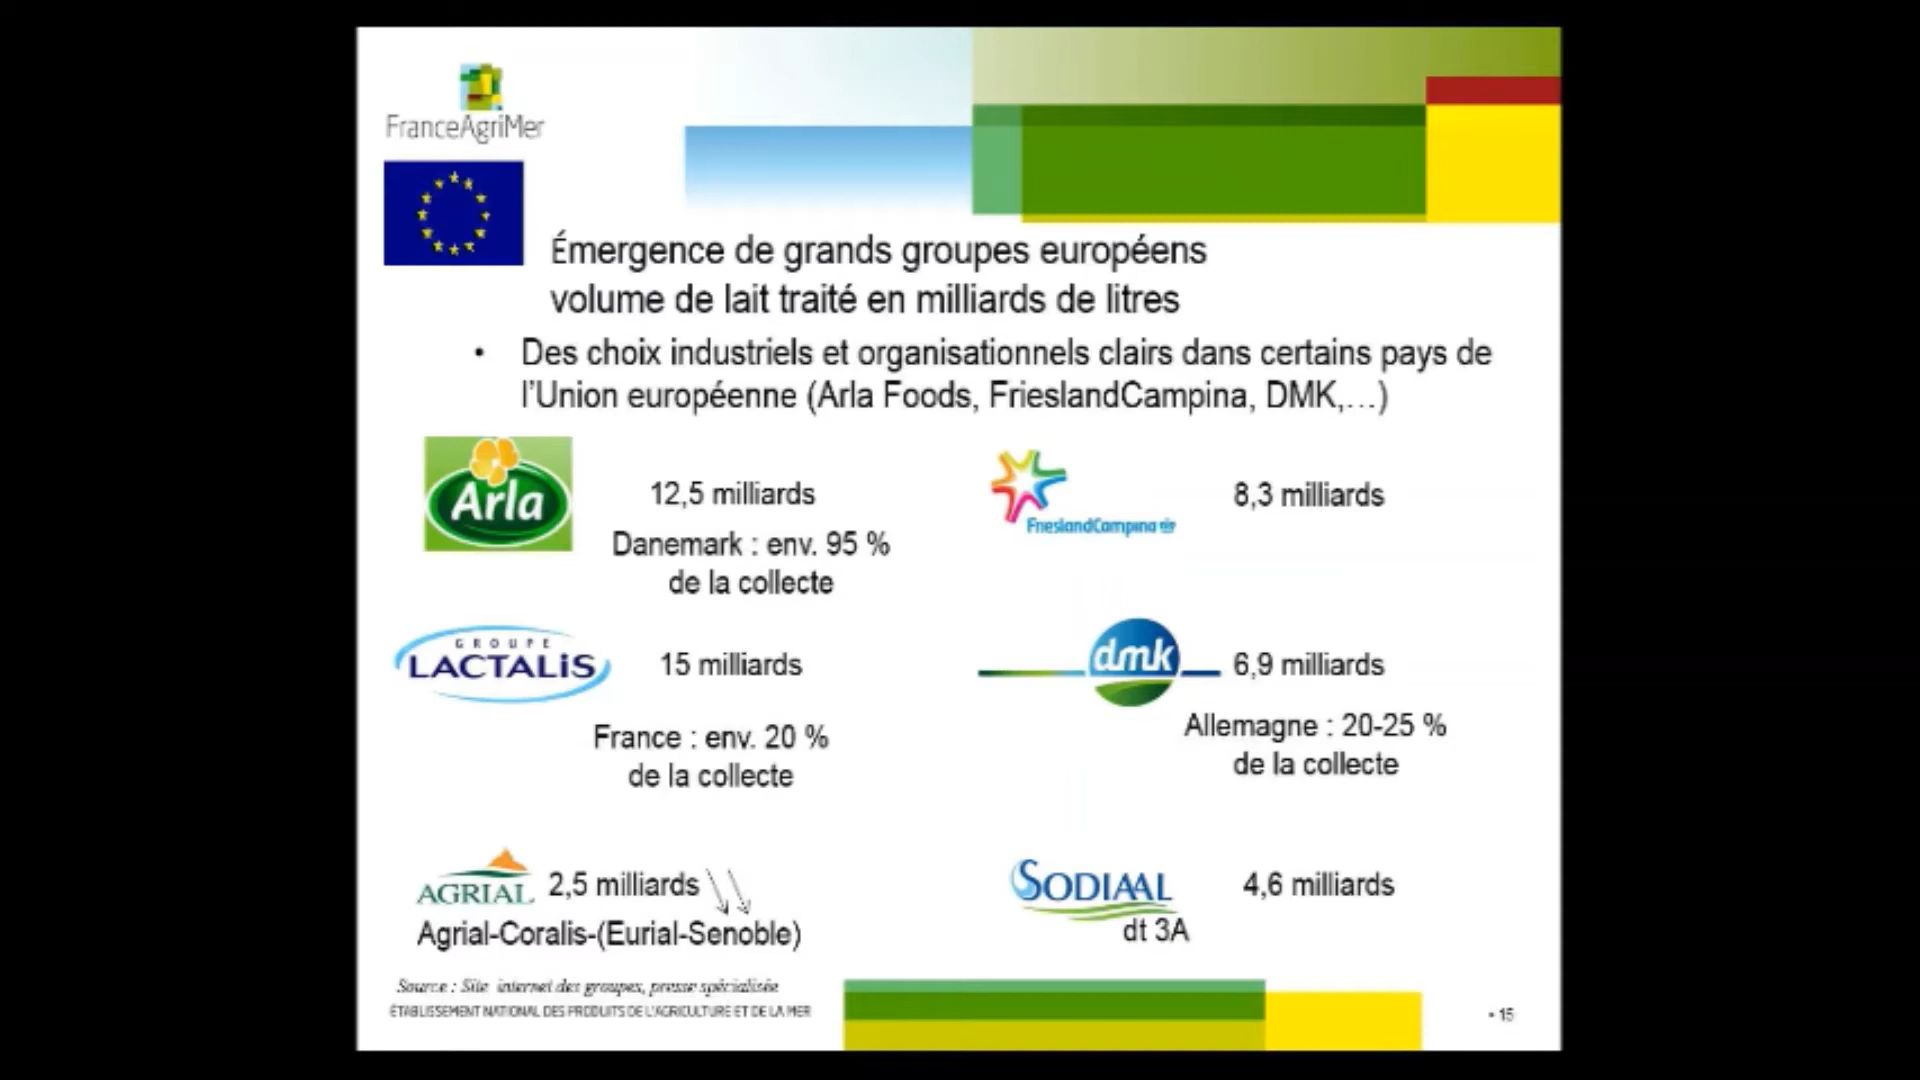 FranceAgriMer
Émergence de grands groupes européens
volume de lait traité en milliards de litres
• Des choix industriels et organisationnels clairs dans certains pays de
l'Union européenne (Arla Foods, FrieslandCampina, DMK,…)
Arla
12,5 milliards
Danemark : env. 95 %
de la collecte
FrieslandCampina
8,3 milliards
GROUPE
LACTALiS
15 milliards
France : env. 20 %
de la collecte
dmk
6,9 milliards
Allemagne : 20-25 %
de la collecte
AGRIAL
2,5 milliards
Agrial-Coralis-(Eurial-Senoble)
SODIAAL
4,6 milliards
dt 3A
Source : Site internet des groupes, presse spécialisée
ÉTABLISSEMENT NATIONAL DES PRODUITS DE L'AGRICULTURE ET DE LA MER
• 15